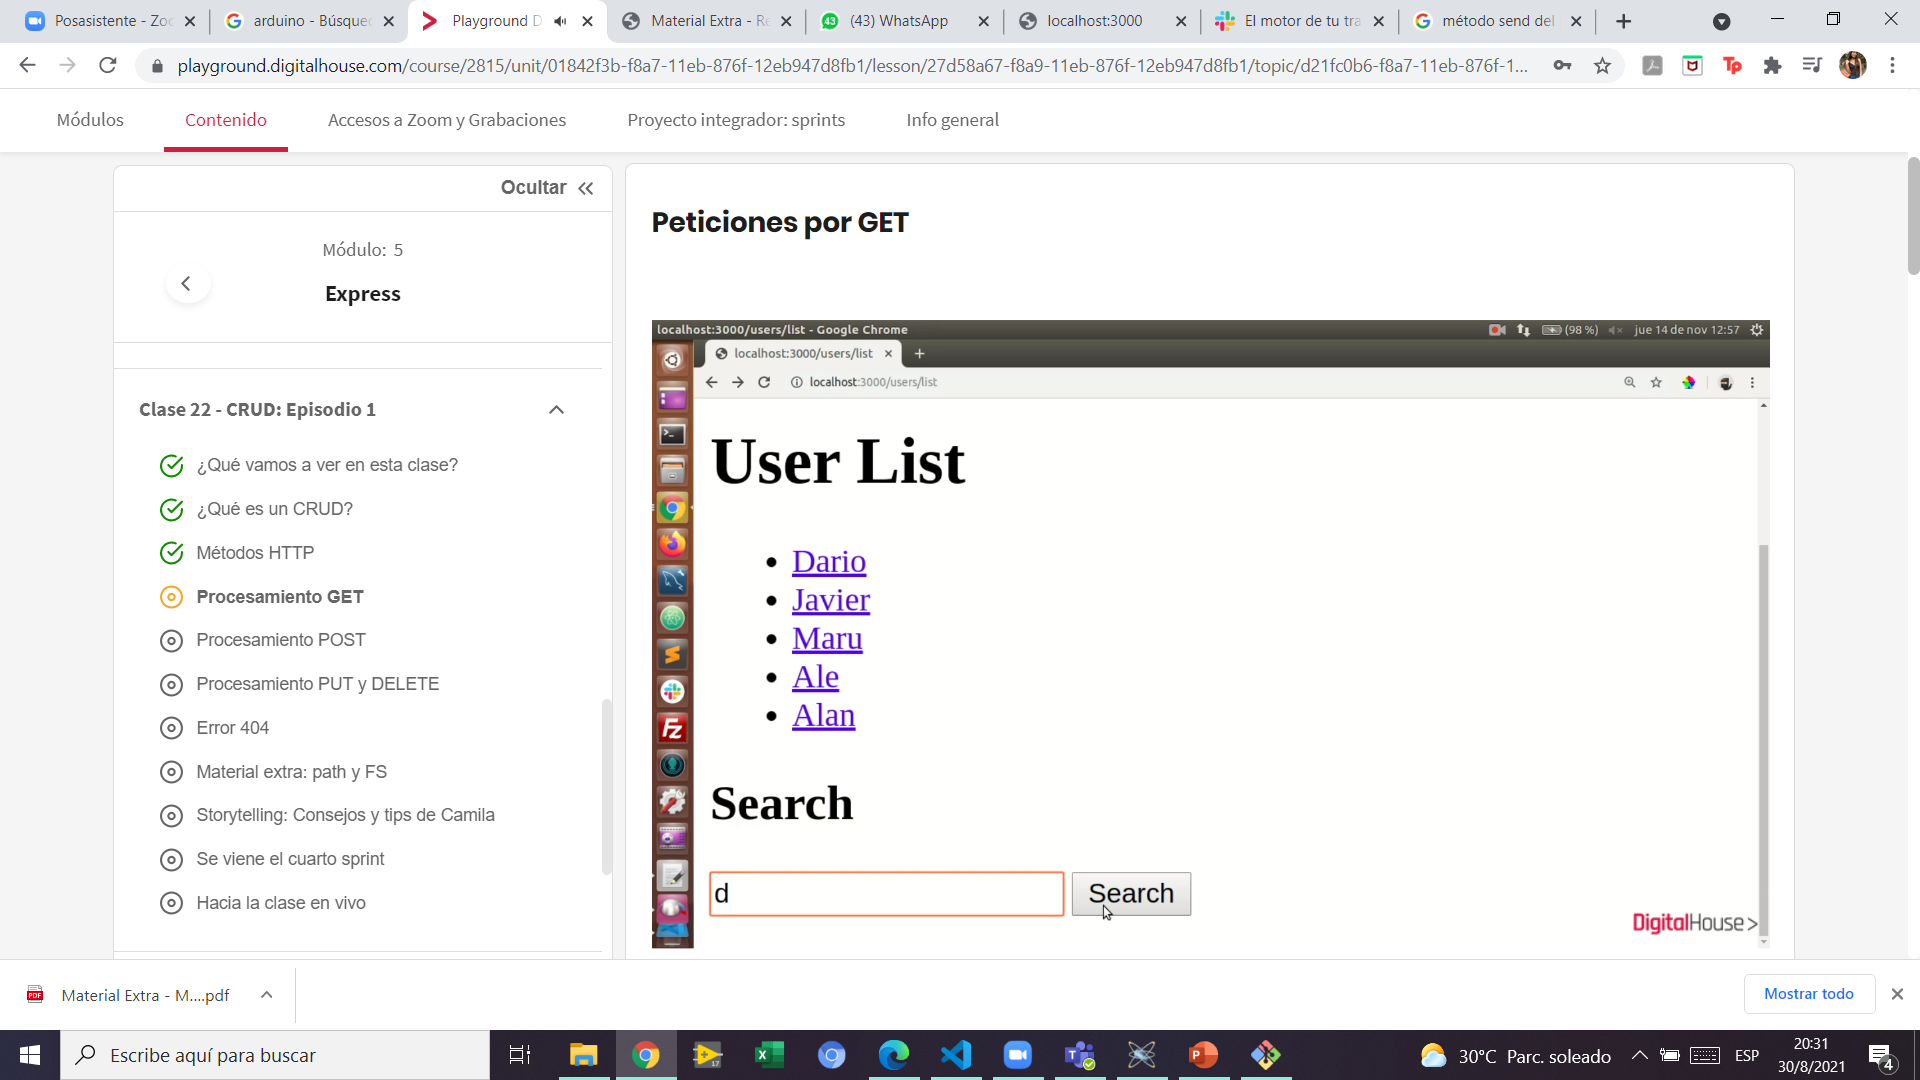 Posasistente - Zoo
arduino - Búsqued
Playground D
Material Extra - Re
(43) WhatsApp
localhost:3000
El motor de tu tra
método send del
playground.digitalhouse.com/course/2815/unit/01842f3b-f8a7-11eb-876f-12eb947d8fb1/lesson/27d58a67-f8a9-11eb-876f-12eb947d8fb1/topic/d21fc0b6-f8a7-11eb-876f-1...
Módulos
Contenido
Accesos a Zoom y Grabaciones
Proyecto integrador: sprints
Info general
Ocultar
Módulo: 5
Express
Clase 22 - CRUD: Episodio 1
¿Qué vamos a ver en esta clase?
¿Qué es un CRUD?
Métodos HTTP
Procesamiento GET
Procesamiento POST
Procesamiento PUT y DELETE
Error 404
Material extra: path y FS
Storytelling: Consejos y tips de Camila
Se viene el cuarto sprint
Hacia la clase en vivo
Peticiones por GET
localhost:3000/users/list - Google Chrome
(98 %) jue 14 de nov 12:57
localhost:3000/users/list
localhost:3000/users/list
User List
Dario
Javier
Maru
Ale
Alan
Search
d
Search
DigitalHouse>
Material Extra - M....pdf
Mostrar todo
Escribe aquí para buscar
30°C Parc. soleado
ESP
20:31
30/8/2021
4